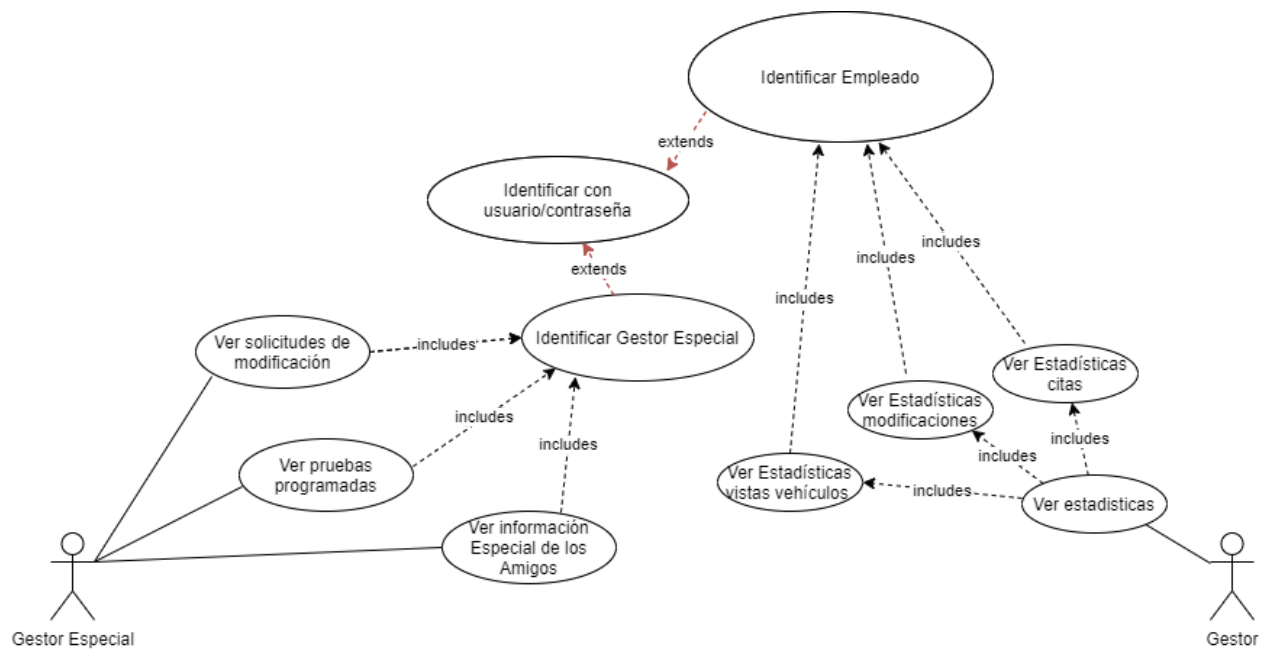 Identificar Empleado
extends
Identificar con
usuario/contraseña
extends
includes
includes
includes
Identificar Gestor Especial
Ver solicitudes de
modificación
includes
includes
includes
Ver pruebas
programadas
Ver información
Especial de los
Amigos
Ver Estadísticas
citas
Ver Estadísticas
modificaciones
includes
includes
Ver Estadísticas
vistas vehículos
includes
Ver estadisticas
Gestor Especial
Gestor